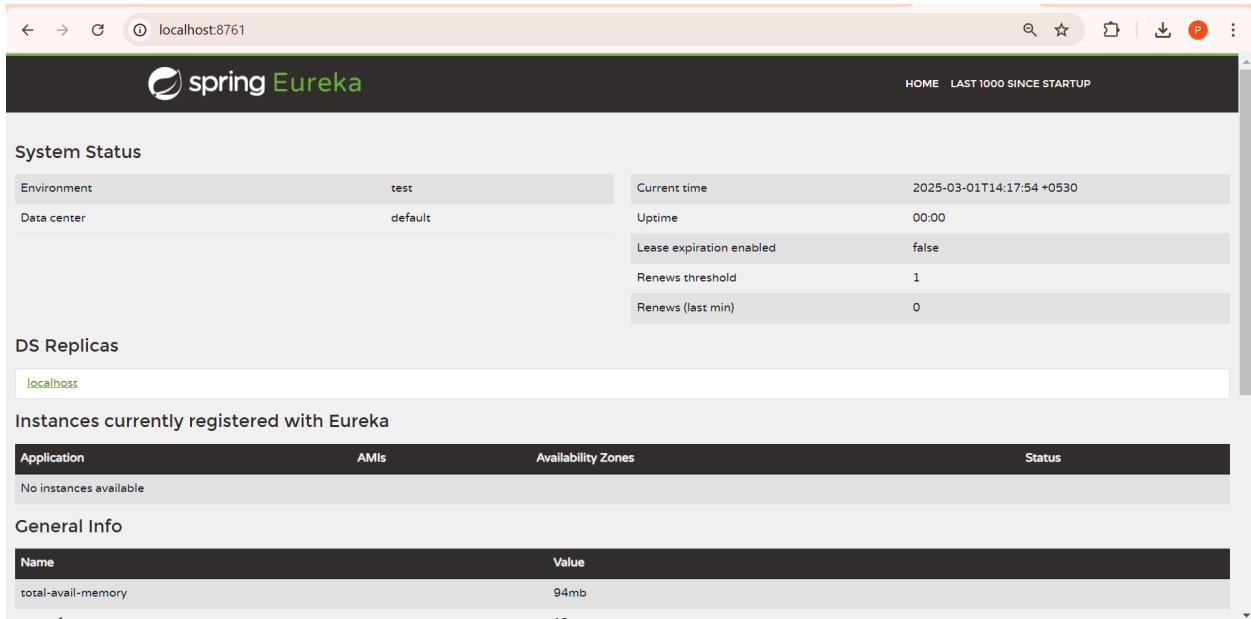 localhost:8761
P
spring Eureka
HOME LAST 1000 SINCE STARTUP
System Status
Environment test
Data center default
Current time 2025-03-01T14:17:54 +0530
Uptime 00:00
Lease expiration enabled false
Renews threshold 1
Renews (last min) 0
DS Replicas
localhost
Instances currently registered with Eureka
Application AMIs Availability Zones Status
No instances available
General Info
Name Value
total-avail-memory 94mb